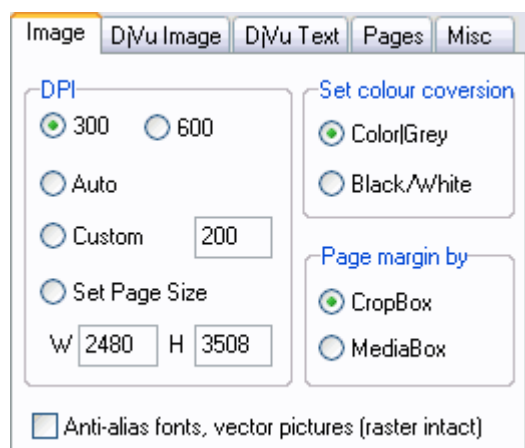 Image DjVu Image DjVu Text Pages Misc
DPI
300 600
Auto
Custom 200
Set Page Size
W 2480 H 3508
Set colour coversion
Color|Grey
Black/White
Page margin by
CropBox
MediaBox
Anti-alias fonts, vector pictures (raster intact)